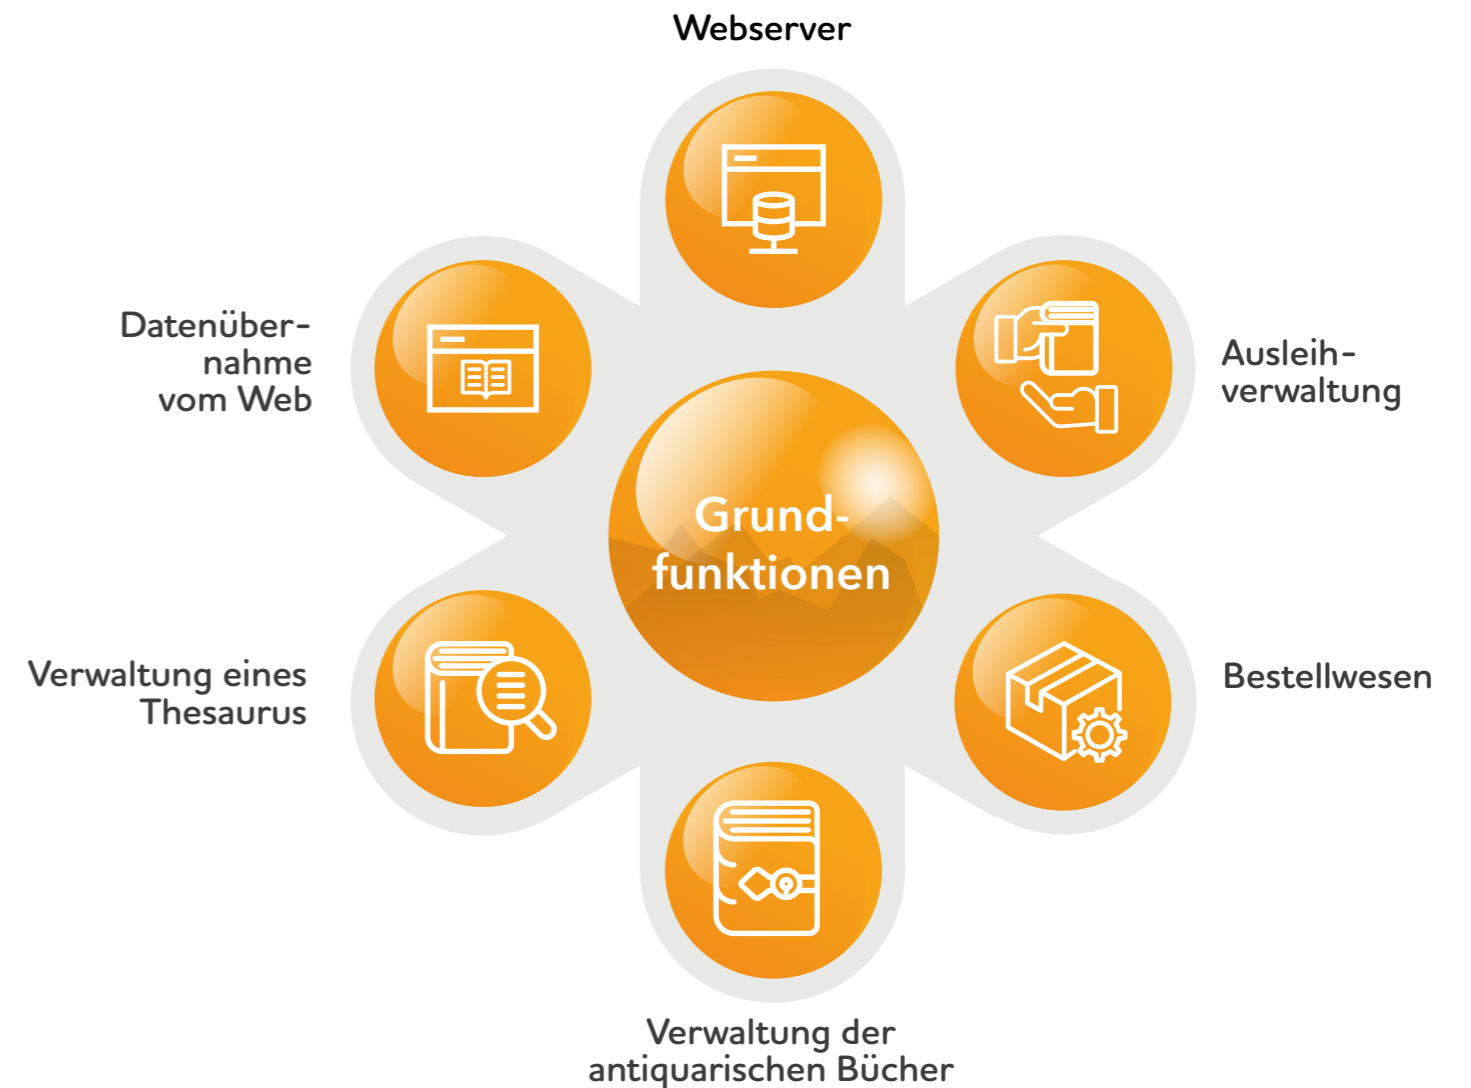 Webserver
Datenüber-
nahme
vom Web
Ausleih-
verwaltung
Grund-
funktionen
Verwaltung eines
Thesaurus
Bestellwesen
Verwaltung der
antiquarischen Bücher